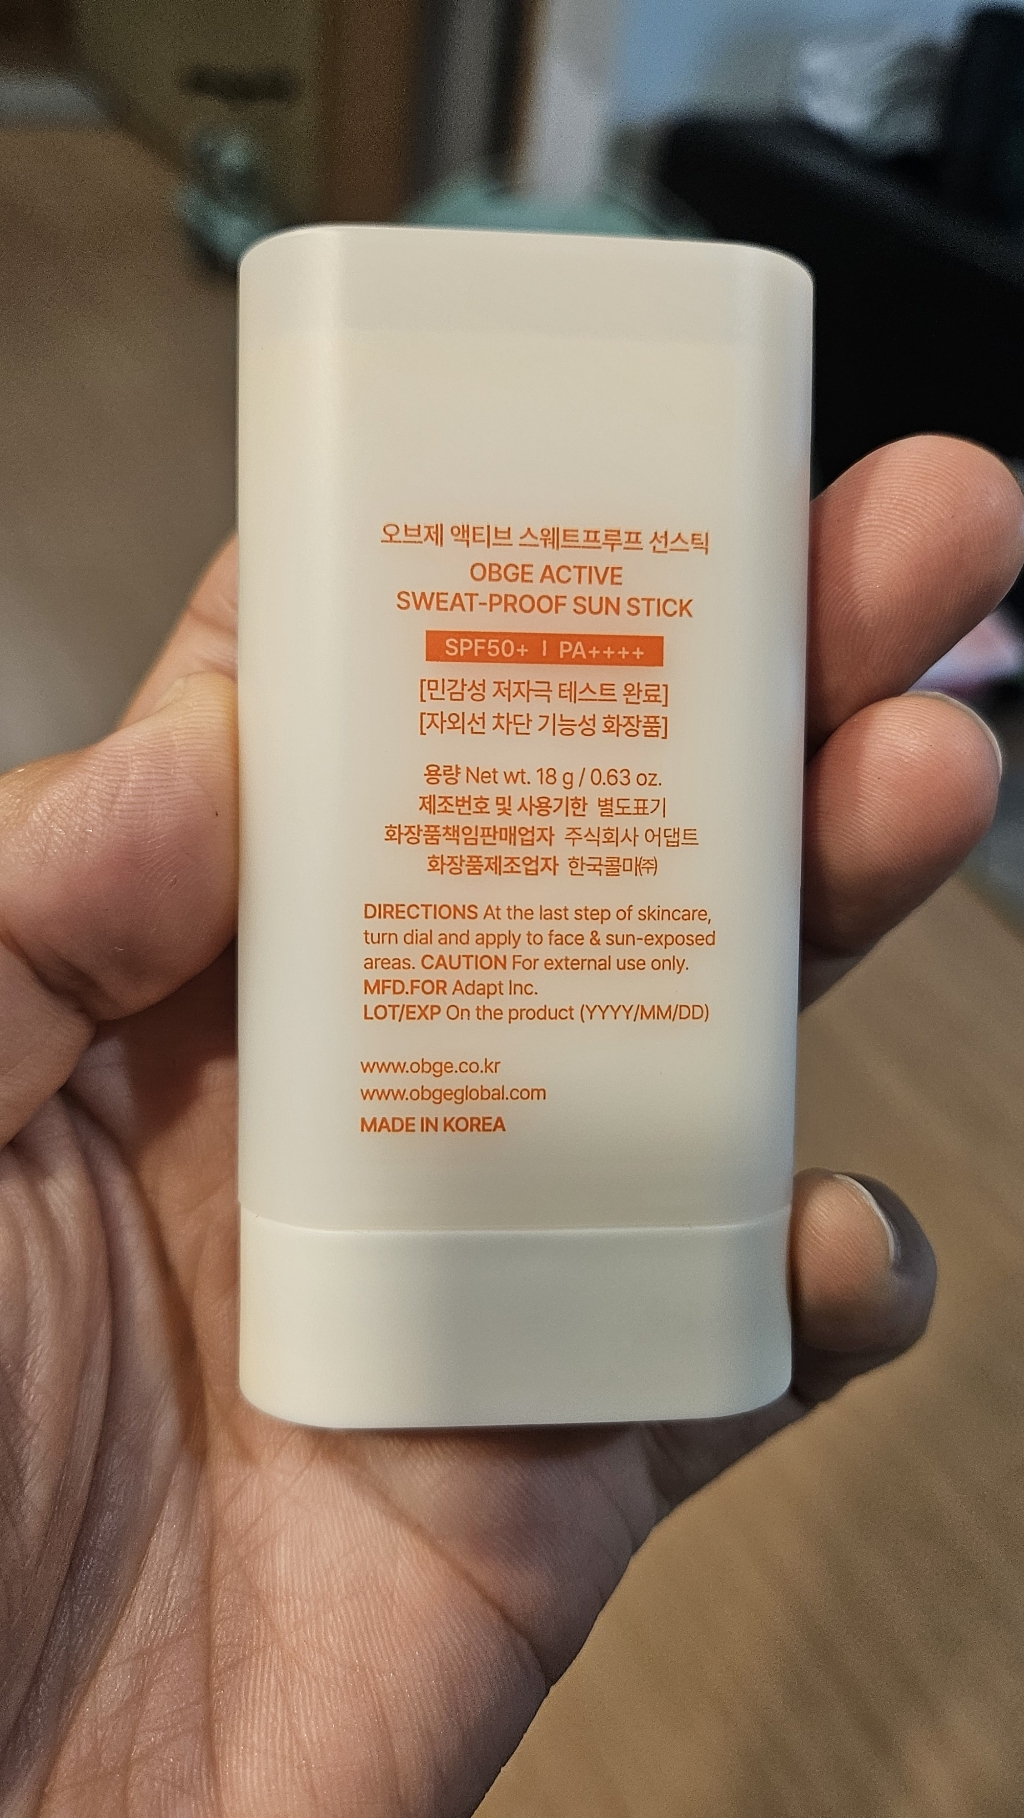 오브제 액티브 스웨트프루프 선스틱
OBGE ACTIVE
SWEAT-PROOF SUN STICK
SPF50+ | PA++++
[민감성 저자극 테스트 완료]
[자외선 차단 기능성 화장품]
용량 Net wt. 18 g / 0.63 oz.
제조번호 및 사용기한 별도표기
화장품책임판매업자 주식회사 어댑트
화장품제조업자 한국콜마㈜
DIRECTIONS At the last step of skincare,
turn dial and apply to face & sun-exposed
areas. CAUTION For external use only.
MFD.FOR Adapt Inc.
LOT/EXP On the product (YYYY/MM/DD)
www.obge.co.kr
www.obgeglobal.com
MADE IN KOREA